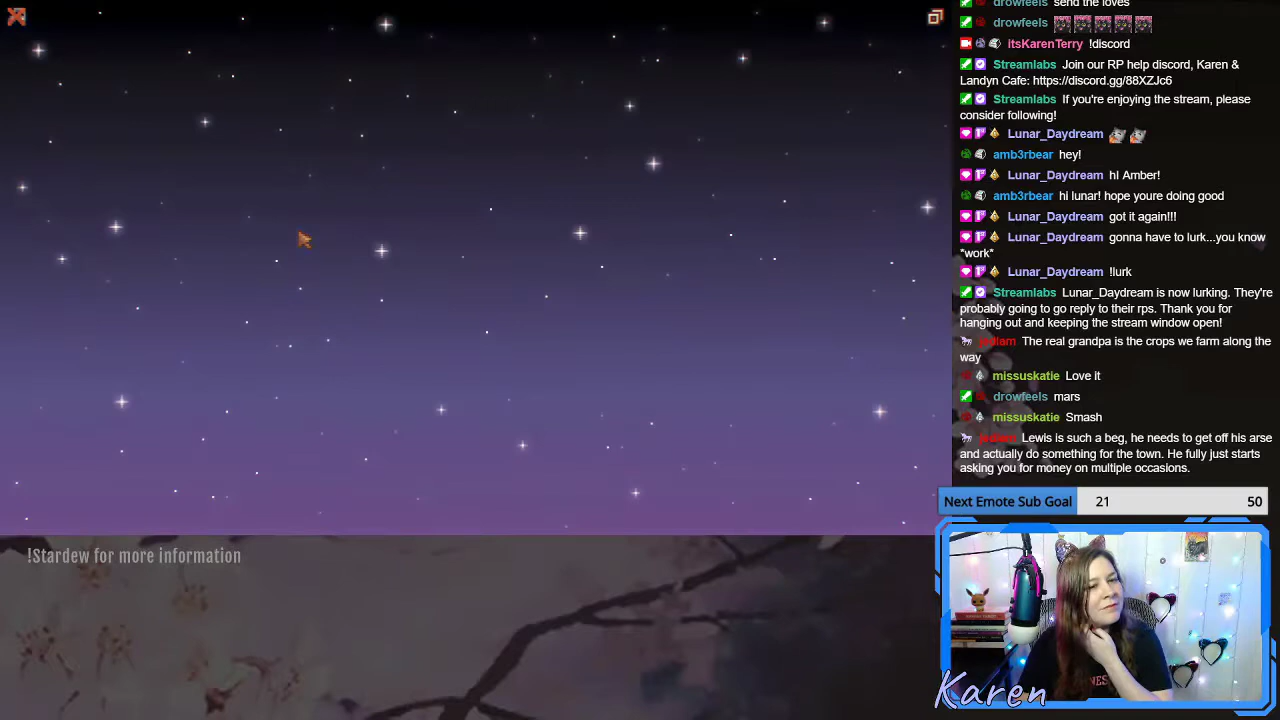 drowfeels send the loves
drowfeels
itsKarenTerry !discord
Streamlabs Join our RP help discord, Karen &
Landyn Cafe: https://discord.gg/88XZJc6
Streamlabs If you're enjoying the stream, please
consider following!
Lunar_Daydream
amb3rbear hey!
Lunar_Daydream hI Amber!
amb3rbear hi lunar! hope youre doing good
Lunar_Daydream got it again!!!
Lunar_Daydream gonna have to lurk...you know
*work*
Lunar_Daydream !lurk
Streamlabs Lunar_Daydream is now lurking. They're
probably going to go reply to their rps. Thank you for
hanging out and keeping the stream window open!
The real grandpa is the crops we farm along the
way
missuskatie Love it
drowfeels mars
missuskatie Smash
Lewis is such a beg, he needs to get off his arse
and actually do something for the town. He fully just starts
asking you for money on multiple occasions.
Next Emote Sub Goal 21 50
!Stardew for more information
Karen